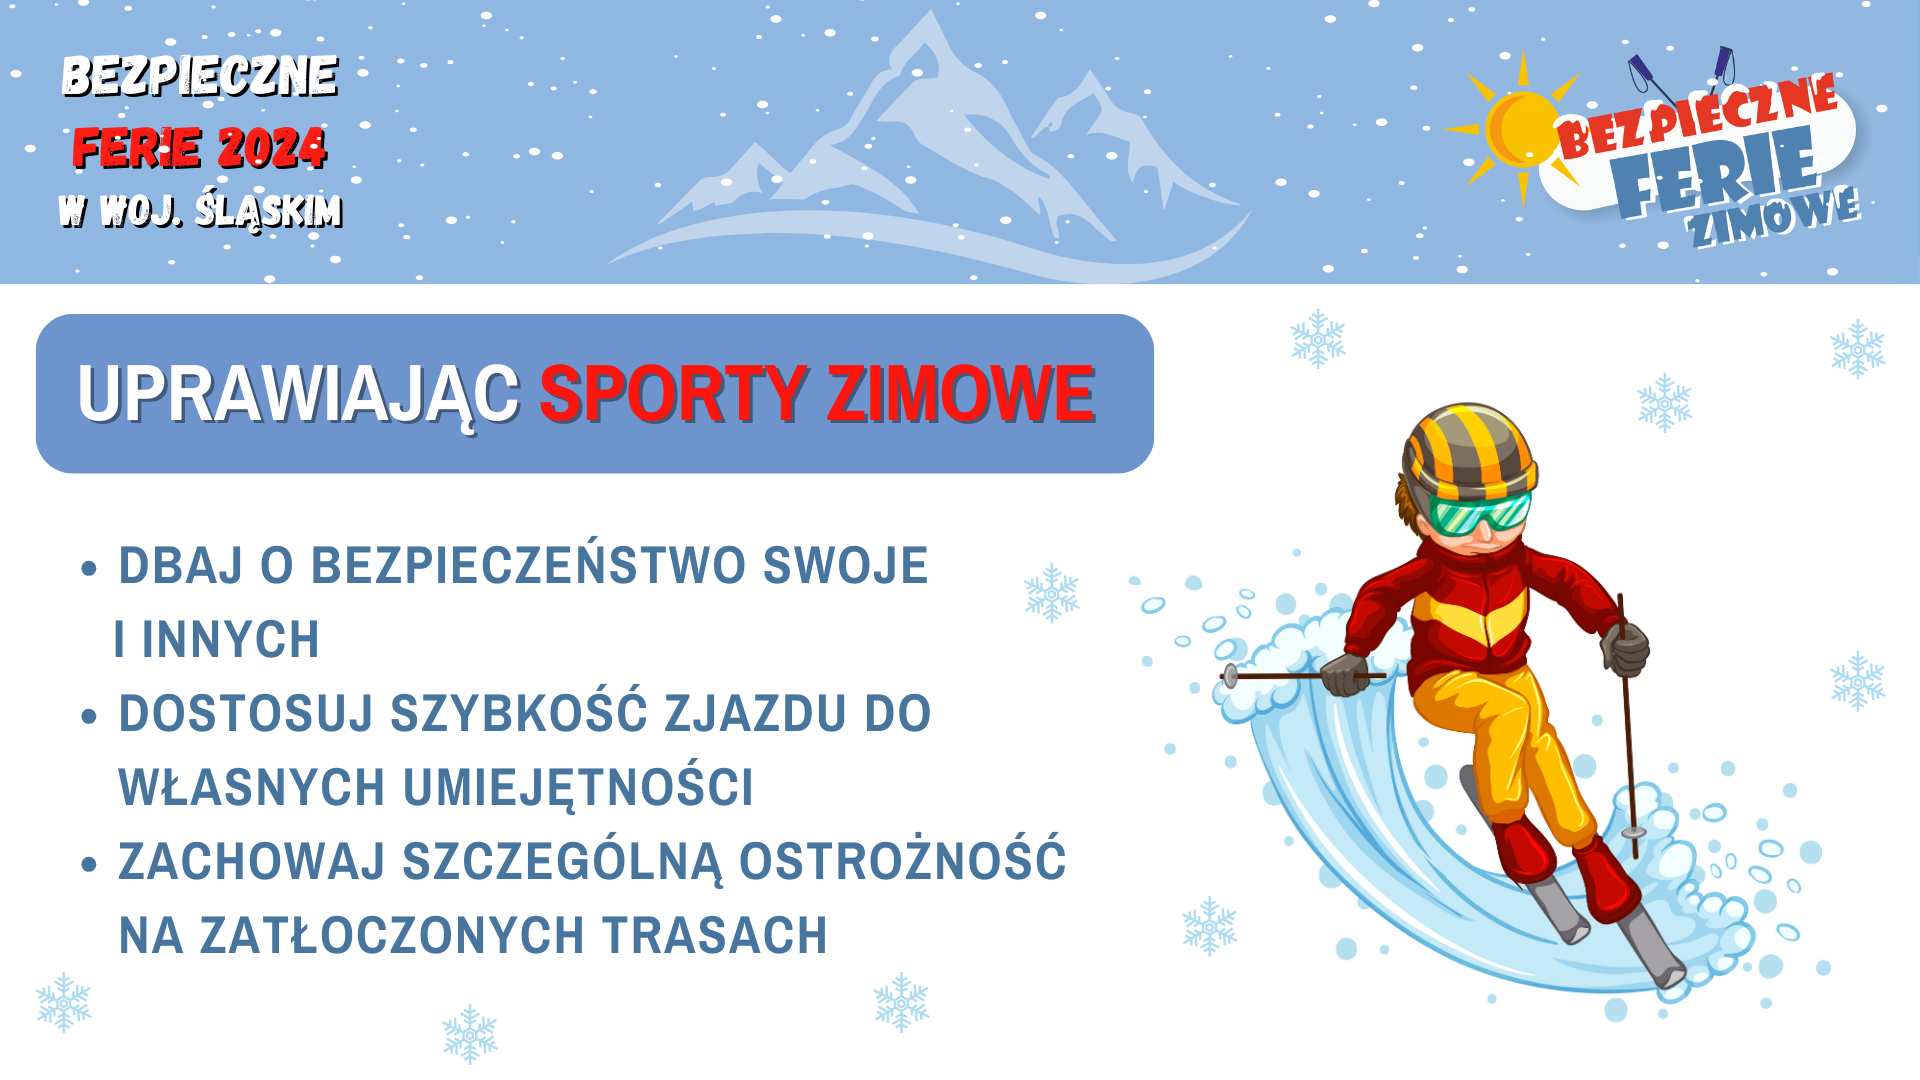 BEZPIECZNE
FERIE 2024
W WOJ. ŚLĄSKIM
BEZPIECZNE
FERIE
ZIMOWE
UPRAWIAJĄC SPORTY ZIMOWE
• DBAJ O BEZPIECZEŃSTWO SWOJE
I INNYCH
• DOSTOSUJ SZYBKOŚĆ ZJAZDU DO
WŁASNYCH UMIEJĘTNOŚCI
• ZACHOWAJ SZCZEGÓLNĄ OSTROŻNOŚĆ
NA ZATŁOCZONYCH TRASACH